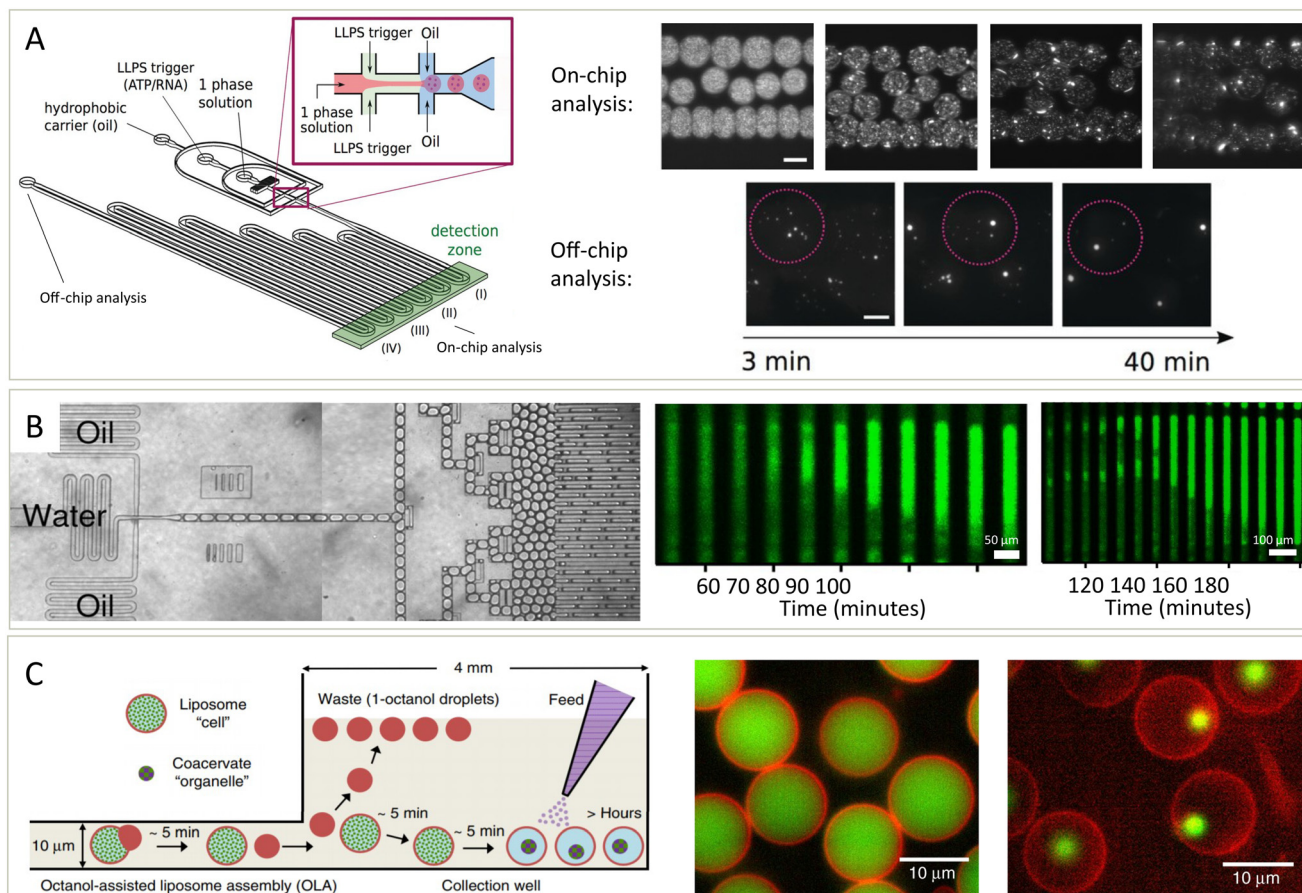 A
LLPS trigger
Oil
1 phase
solution
LLPS trigger
Oil
LLPS trigger
(ATP/RNA)
1 phase
solution
hydrophobic
carrier (oil)
detection
zone
(I)
(II)
(III)
(IV)
Off-chip analysis
On-chip analysis
On-chip
analysis:
Off-chip
analysis:
3 min
40 min
B
Oil
Water
Oil
50 µm
60 70 80 90 100
Time (minutes)
100 µm
120 140 160 180
Time (minutes)
C
4 mm
Liposome
"cell"
Coacervate
"organelle"
Waste (1-octanol droplets)
Feed
10 µm
~ 5 min
~ 5 min
~ 5 min
> Hours
Octanol-assisted liposome assembly (OLA)
Collection well
10 µm
10 µm